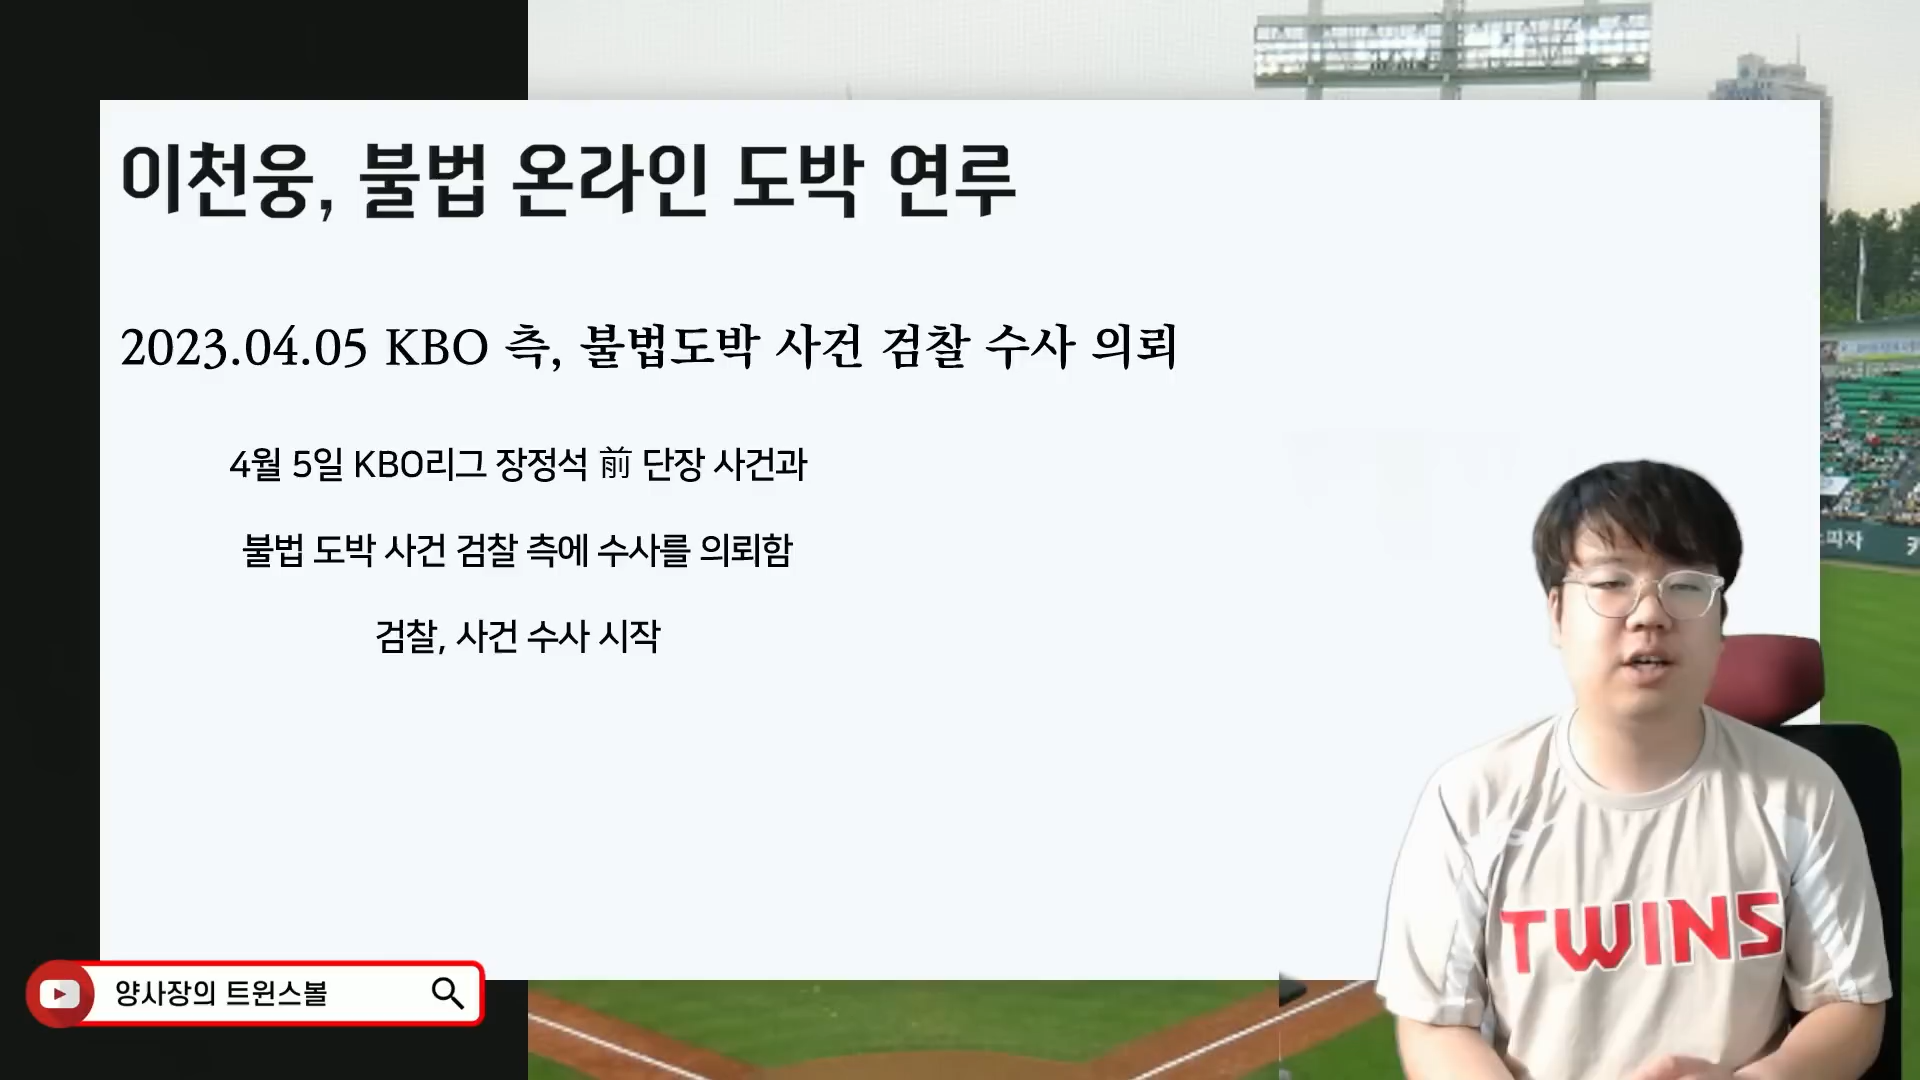 이천웅, 불법 온라인 도박 연루
2023.04.05 KBO 측, 불법도박 사건 검찰 수사 의뢰
4월 5일 KBO리그 장정석 前 단장 사건과
불법 도박 사건 검찰 측에 수사를 의뢰함
검찰, 사건 수사 시작
피자
TWINS
양사장의 트윈스볼